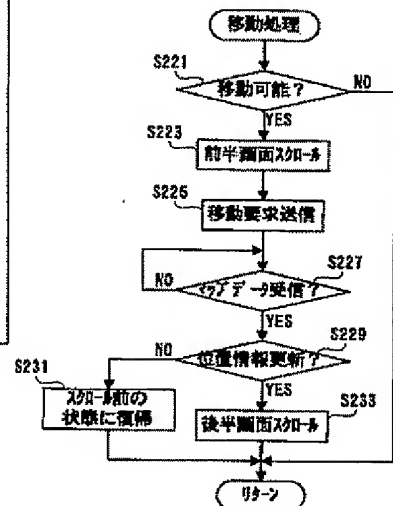 移動処理
S221
移動可能?
NO
YES
S223
前半画面スクロール
S225
移動要求送信
S227
マップデータ受信?
NO
YES
S229
位置情報更新?
NO
YES
S231
スクロール前の
状態に復帰
S233
後半画面スクロール
リターン